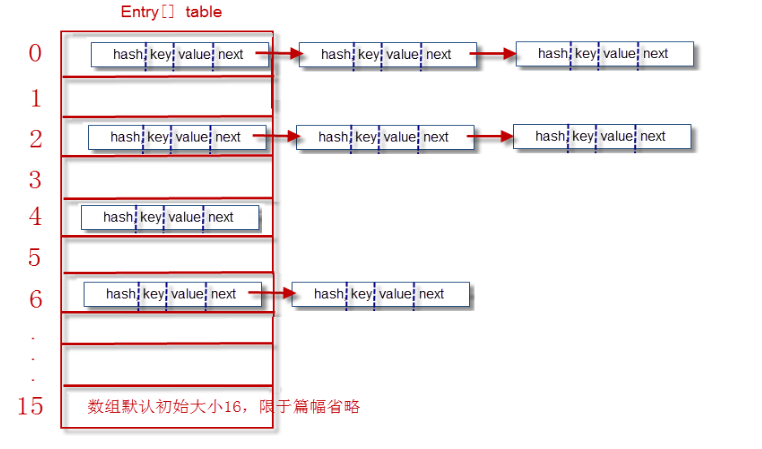 Entry[] table
0 hash key value next hash key value next hash key value next
1
2 hash key value next hash key value next hash key value next
3
4 hash key value next
5
6 hash key value next hash key value next
.
.
.
15 数组默认初始大小16，限于篇幅省略